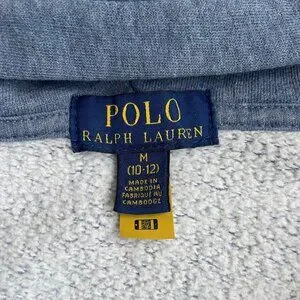 POLO
RALPH LAUREN
M
(10-12)
MADE IN
CAMBODIA
FABRIQUÉ AU
CAMBODGE